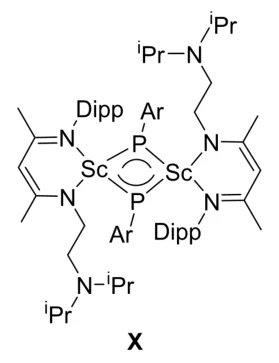 iPr
iPr N
Dipp Ar
N P N
Sc Sc
N P N
Ar Dipp
N iPr
iPr
X